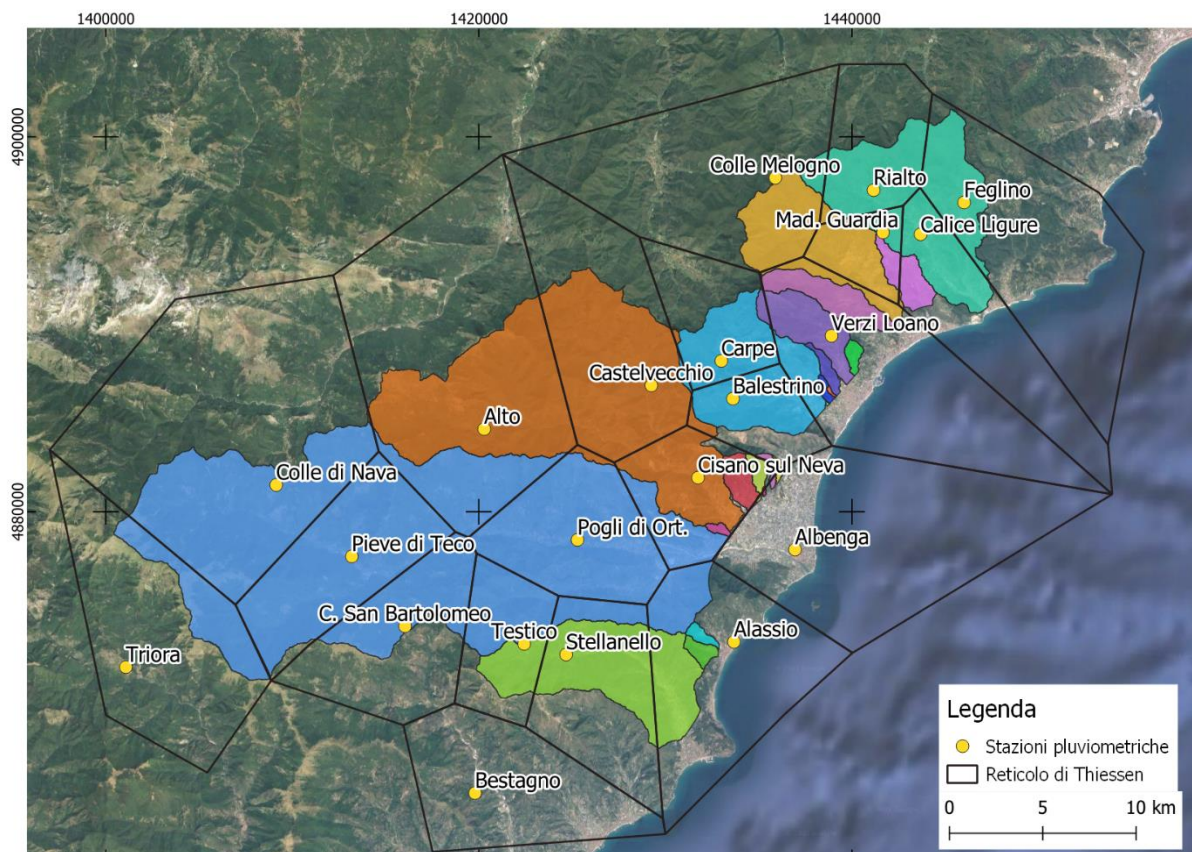 1400000
1420000
1440000
4900000
4880000
Colle Melogno
Rialto
Feglino
Mad. Guardia
Calice Ligure
Verzi Loano
Carpe
Castelvecchio
Balestrino
Alto
Colle di Nava
Cisano sul Neva
Pogli di Ort.
Pieve di Teco
Albenga
C. San Bartolomeo
Testico
Stellanello
Alassio
Triora
Bestagno
Legenda
Stazioni pluviometriche
Reticolo di Thiessen
0 5 10 km